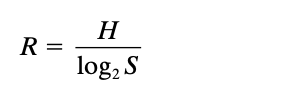 R = H / log₂ S